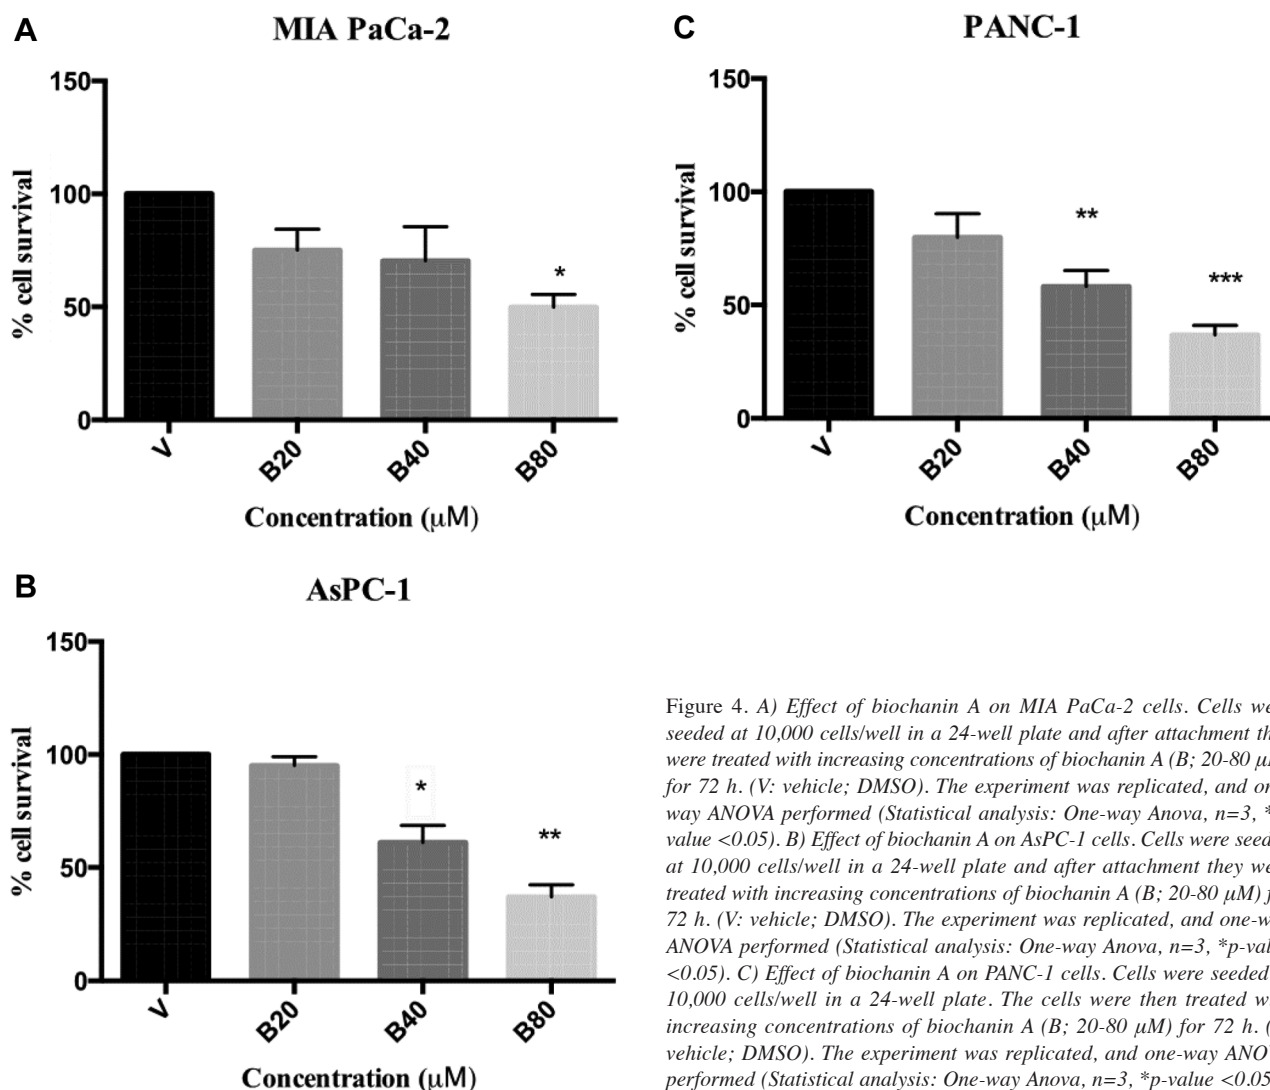 A
MIA PaCa-2
150
100
50
0
% cell survival
*
V
B20
B40
B80
Concentration (µM)
C
PANC-1
150
100
50
0
% cell survival
**
***
V
B20
B40
B80
Concentration (µM)
B
AsPC-1
150
100
50
0
% cell survival
*
**
V
B20
B40
B80
Concentration (µM)
Figure 4. A) Effect of biochanin A on MIA PaCa-2 cells. Cells
seeded at 10,000 cells/well in a 24-well plate and after attachment
were treated with increasing concentrations of biochanin A (B; 20-80
for 72 h. (V: vehicle; DMSO). The experiment was replicated, and
way ANOVA performed (Statistical analysis: One-way Anova, n=3,
value <0.05). B) Effect of biochanin A on AsPC-1 cells. Cells were
at 10,000 cells/well in a 24-well plate and after attachment they
treated with increasing concentrations of biochanin A (B; 20-80 µM)
72 h. (V: vehicle; DMSO). The experiment was replicated, and
ANOVA performed (Statistical analysis: One-way Anova, n=3,
<0.05). C) Effect of biochanin A on PANC-1 cells. Cells were seeded
10,000 cells/well in a 24-well plate. The cells were then treated
increasing concentrations of biochanin A (B; 20-80 µM) for 72 h.
vehicle; DMSO). The experiment was replicated, and one-way
performed (Statistical analysis: One-way Anova, n=3, *p-value <0.05